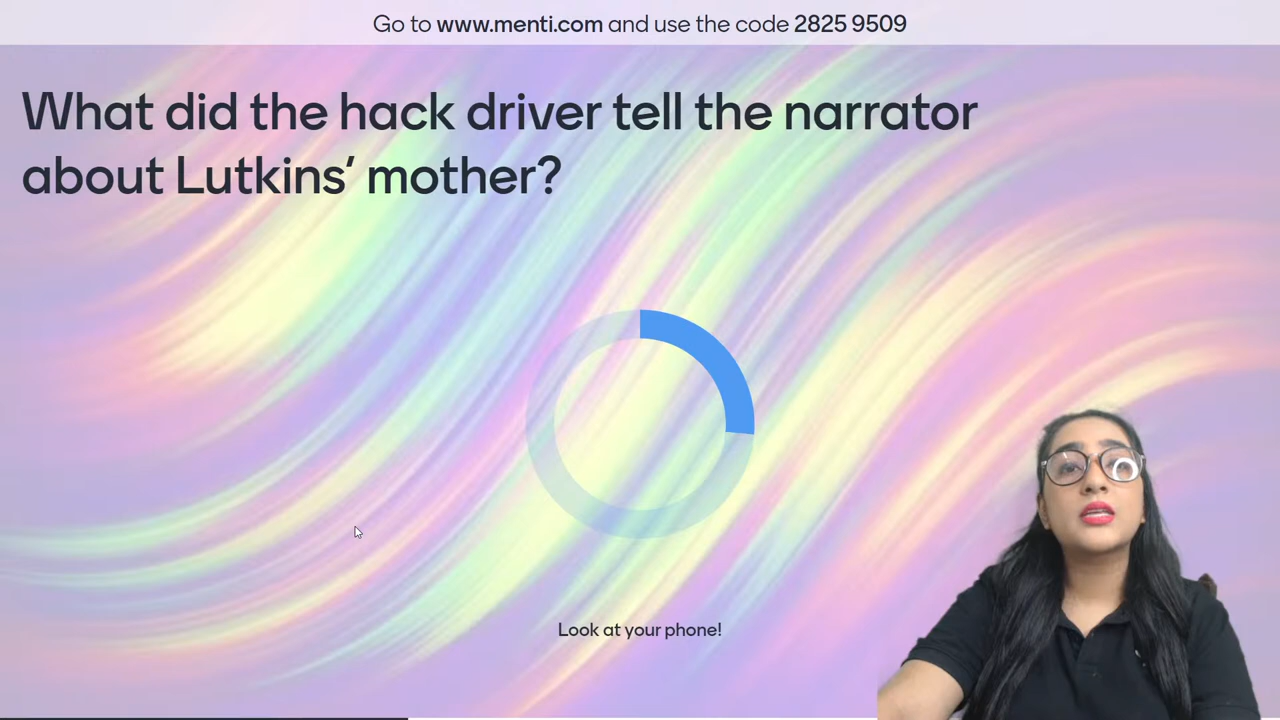 Go to www.menti.com and use the code 2825 9509
What did the hack driver tell the narrator
about Lutkins’ mother?
Look at your phone!